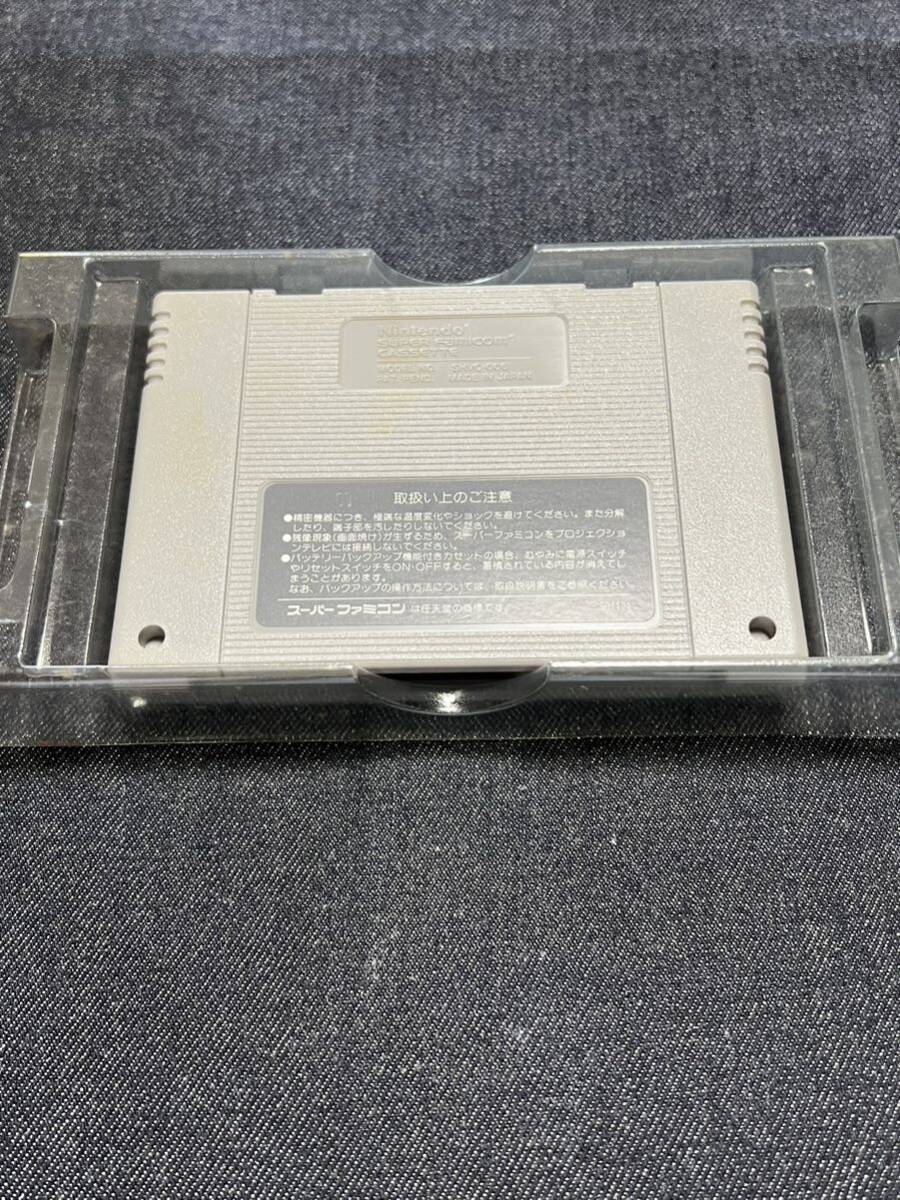 Nintendo®
SUPER FAMICOM®
CASSETTE
MODEL NO. SHVC-006
PAT. PEND. MADE IN JAPAN
取扱い上のご注意
●精密機器につき、極端な温度変化やショックを避けてください。また分解
したり、端子部を汚したりしないでください。
●残像現象(画面焼け)が生ずるため、スーパーファミコンをプロジェクショ
ンテレビには接続しないでください。
●バッテリーバックアップ機能付きカセットの場合、むやみに電源スイッチ
やリセットスイッチをON・OFFすると、蓄積されている内容が消えてし
まうことがあります。
なお、バックアップの操作方法については、取扱説明書をご参照ください。
スーパーファミコンは任天堂の商標です。